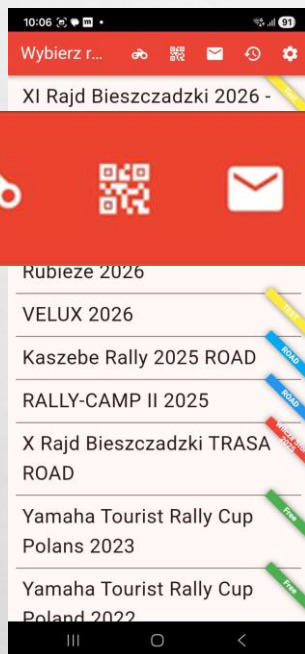 10:06
91
Wybierz r...
XI Rajd Bieszczadzki 2026 -
Rubieże 2026
VELUX 2026
TEST
Kaszebe Rally 2025 ROAD
ROAD
RALLY-CAMP II 2025
ROAD
X Rajd Bieszczadzki TRASA
ROAD
2025
Yamaha Tourist Rally Cup
Free
Polans 2023
Yamaha Tourist Rally Cup
Free
Poland 2022